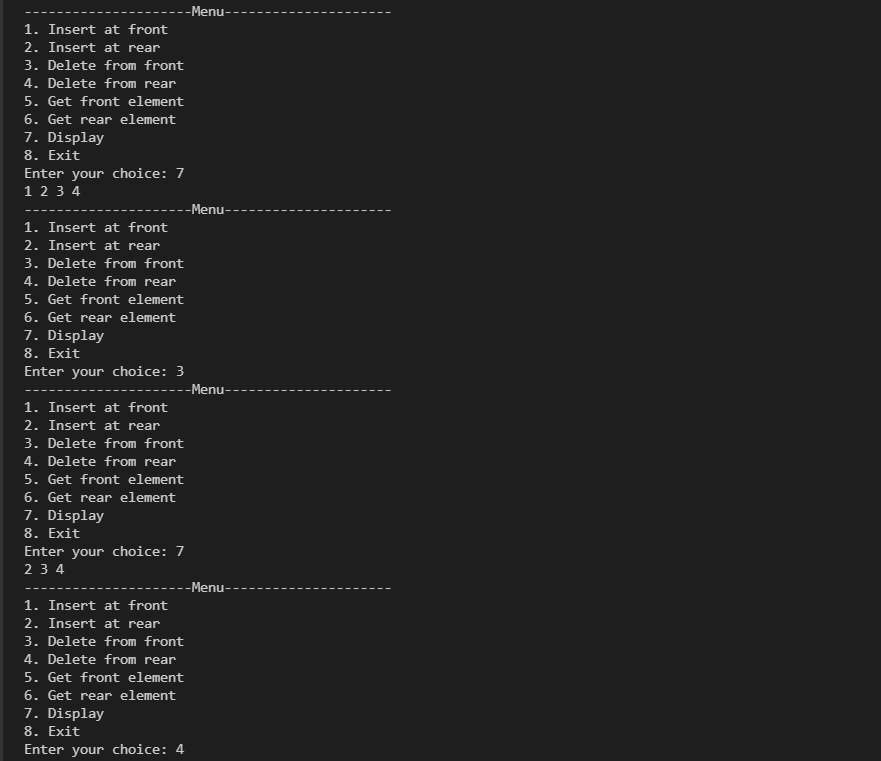 ---------------------Menu---------------------
1. Insert at front
2. Insert at rear
3. Delete from front
4. Delete from rear
5. Get front element
6. Get rear element
7. Display
8. Exit
Enter your choice: 7
1 2 3 4
---------------------Menu---------------------
1. Insert at front
2. Insert at rear
3. Delete from front
4. Delete from rear
5. Get front element
6. Get rear element
7. Display
8. Exit
Enter your choice: 3
---------------------Menu---------------------
1. Insert at front
2. Insert at rear
3. Delete from front
4. Delete from rear
5. Get front element
6. Get rear element
7. Display
8. Exit
Enter your choice: 7
2 3 4
---------------------Menu---------------------
1. Insert at front
2. Insert at rear
3. Delete from front
4. Delete from rear
5. Get front element
6. Get rear element
7. Display
8. Exit
Enter your choice: 4